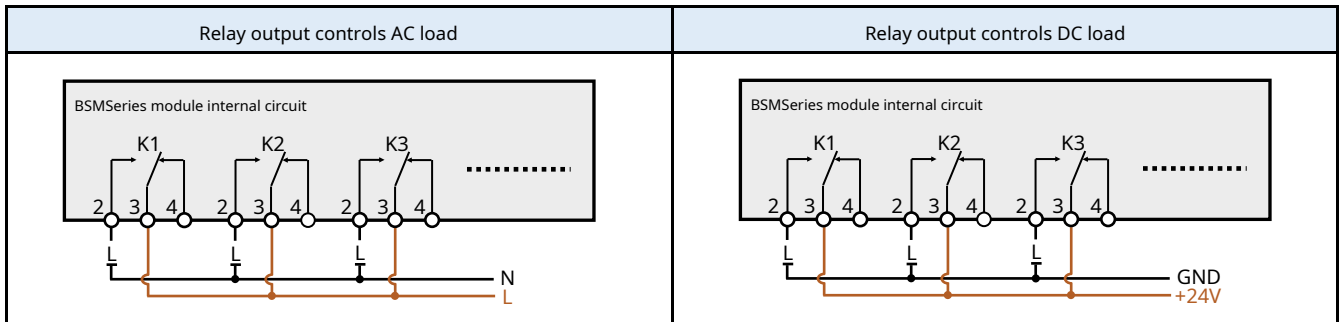 Relay output controls AC load
Relay output controls DC load
BSMSeries module internal circuit
K1 K2 K3
2 3 4 2 3 4 2 3 4
L L L
N
L
BSMSeries module internal circuit
K1 K2 K3
2 3 4 2 3 4 2 3 4
L L L
GND
+24V